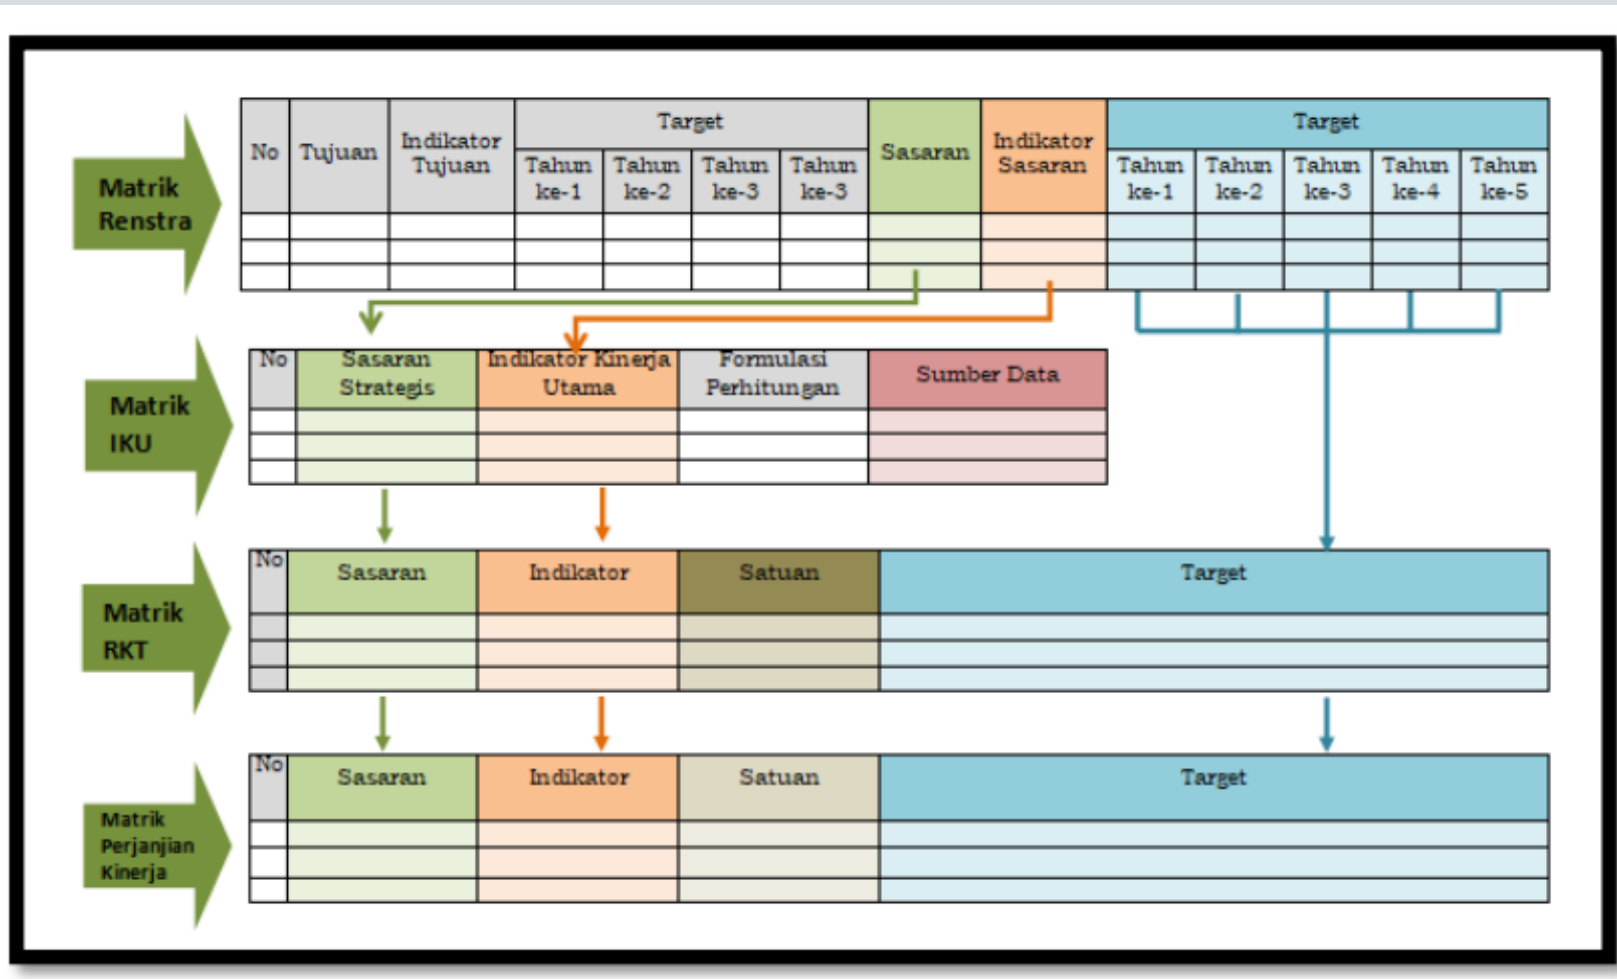 Matrik
Renstra
No
Tujuan
Indikator
Tujuan
Target
Tahun
ke-1
Tahun
ke-2
Tahun
ke-3
Tahun
ke-3
Sasaran
Indikator
Sasaran
Target
Tahun
ke-1
Tahun
ke-2
Tahun
ke-3
Tahun
ke-4
Tahun
ke-5
Matrik
IKU
No
Sasaran
Strategis
Indikator Kinerja
Utama
Formulasi
Perhitungan
Sumber Data
Matrik
RKT
No
Sasaran
Indikator
Satuan
Target
Matrik
Perjanjian
Kinerja
No
Sasaran
Indikator
Satuan
Target